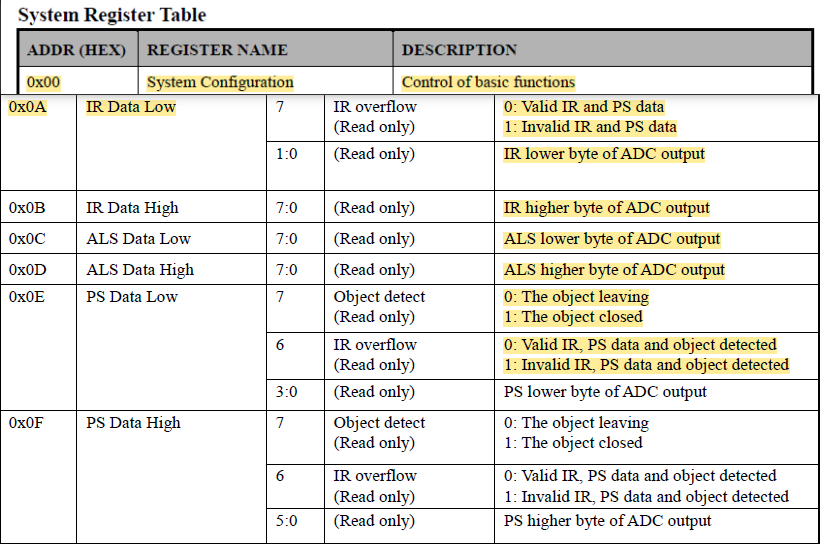 System Register Table
ADDR (HEX) REGISTER NAME DESCRIPTION
0x00 System Configuration Control of basic functions
0x0A IR Data Low 7 IR overflow 0: Valid IR and PS data
(Read only) 1: Invalid IR and PS data
1:0 (Read only) IR lower byte of ADC output
0x0B IR Data High 7:0 (Read only) IR higher byte of ADC output
0x0C ALS Data Low 7:0 (Read only) ALS lower byte of ADC output
0x0D ALS Data High 7:0 (Read only) ALS higher byte of ADC output
0x0E PS Data Low 7 Object detect 0: The object leaving
(Read only) 1: The object closed
6 IR overflow 0: Valid IR, PS data and object detected
(Read only) 1: Invalid IR, PS data and object detected
3:0 (Read only) PS lower byte of ADC output
0x0F PS Data High 7 Object detect 0: The object leaving
(Read only) 1: The object closed
6 IR overflow 0: Valid IR, PS data and object detected
(Read only) 1: Invalid IR, PS data and object detected
5:0 (Read only) PS higher byte of ADC output